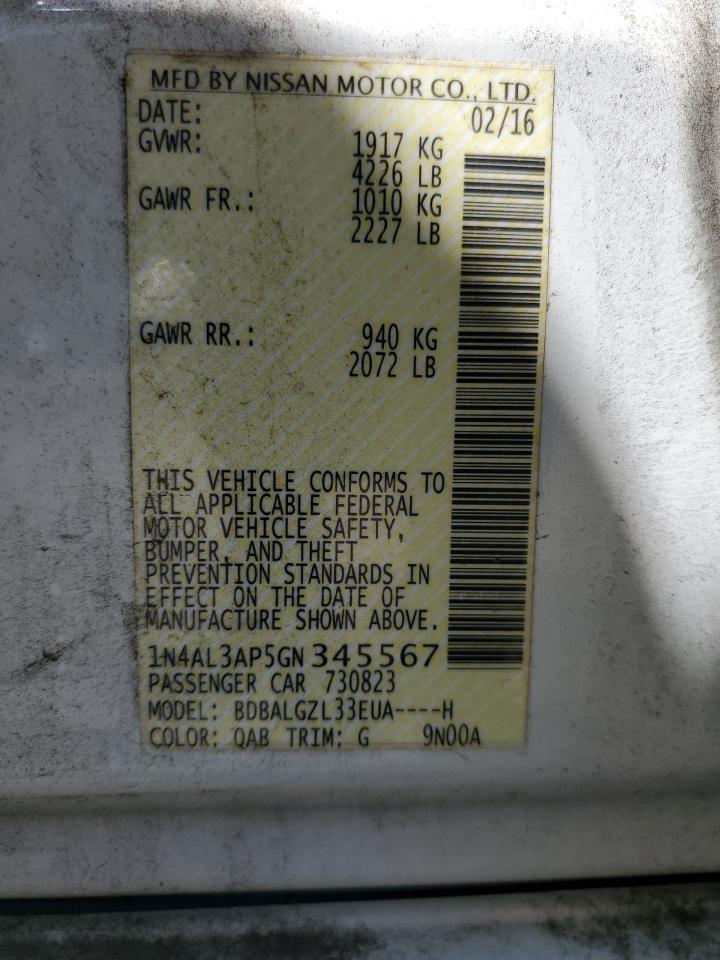 MFD BY NISSAN MOTOR CO., LTD.
DATE: 02/16
GVWR: 1917 KG
4226 LB
GAWR FR.: 1010 KG
2227 LB
GAWR RR.: 940 KG
2072 LB
THIS VEHICLE CONFORMS TO
ALL APPLICABLE FEDERAL
MOTOR VEHICLE SAFETY,
BUMPER, AND THEFT
PREVENTION STANDARDS IN
EFFECT ON THE DATE OF
MANUFACTURE SHOWN ABOVE.
1N4AL3AP5GN345567
PASSENGER CAR 730823
MODEL: BDBALGZL33EUA----H
COLOR: QAB TRIM: G 9N00A